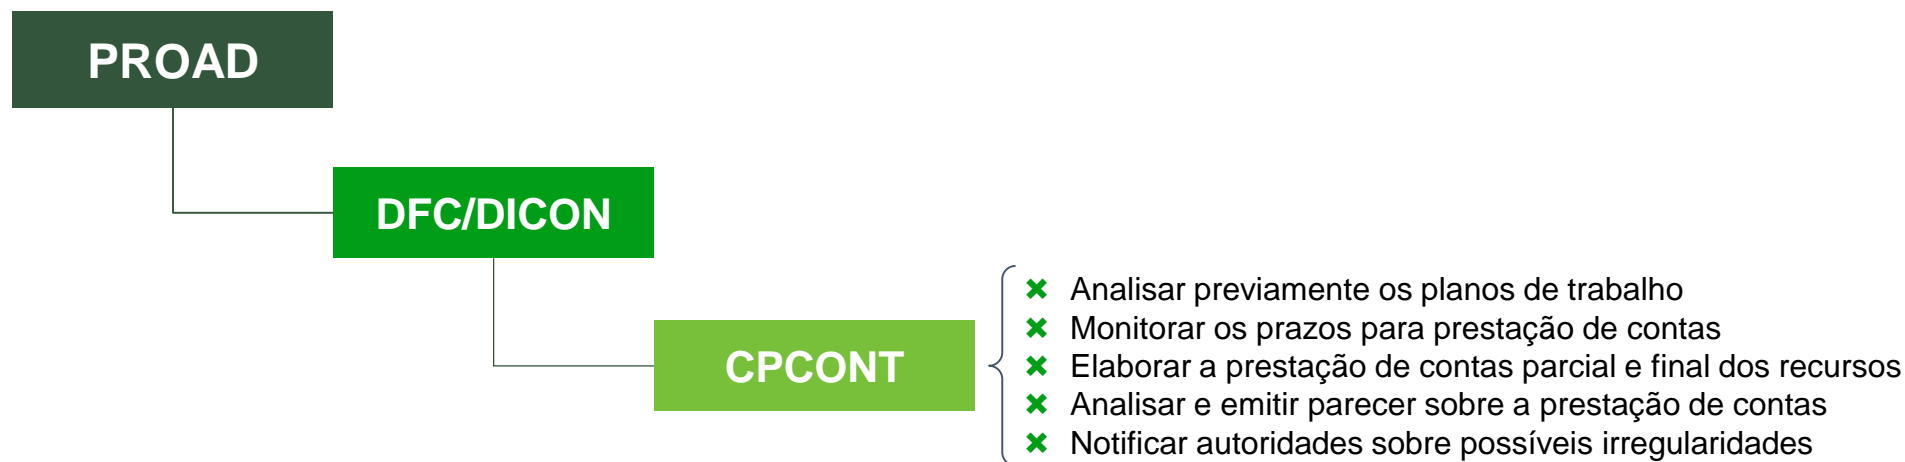 PROAD
DFC/DICON
CPCONT
✖ Analisar previamente os planos de trabalho
✖ Monitorar os prazos para prestação de contas
✖ Elaborar a prestação de contas parcial e final dos recursos
✖ Analisar e emitir parecer sobre a prestação de contas
✖ Notificar autoridades sobre possíveis irregularidades